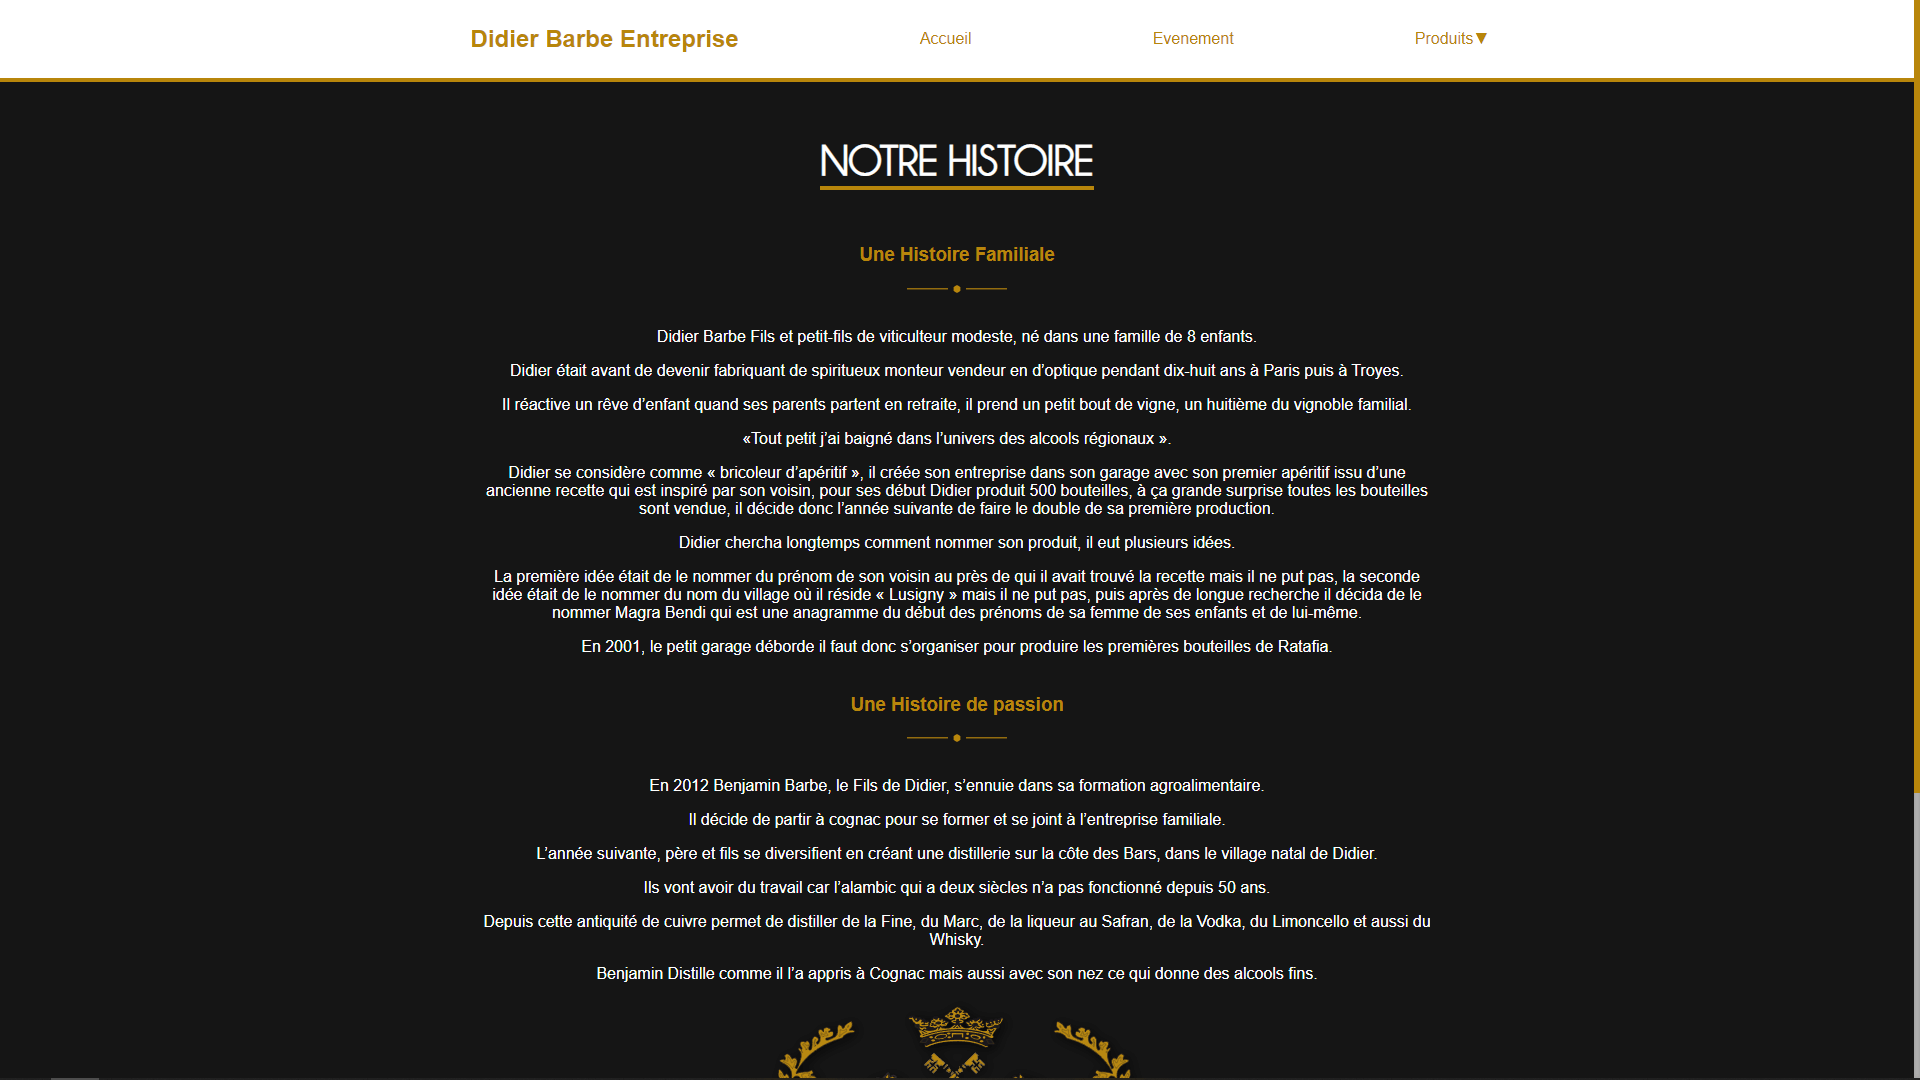 Didier Barbe Entreprise
Accueil
Evenement
Produits▼
NOTRE HISTOIRE
Une Histoire Familiale
Didier Barbe Fils et petit-fils de viticulteur modeste, né dans une famille de 8 enfants.
Didier était avant de devenir fabriquant de spiritueux monteur vendeur en d’optique pendant dix-huit ans à Paris puis à Troyes.
Il réactive un rêve d’enfant quand ses parents partent en retraite, il prend un petit bout de vigne, un huitième du vignoble familial.
«Tout petit j’ai baigné dans l’univers des alcools régionaux ».
Didier se considère comme « bricoleur d’apéritif », il créée son entreprise dans son garage avec son premier apéritif issu d’une
ancienne recette qui est inspiré par son voisin, pour ses début Didier produit 500 bouteilles, à ça grande surprise toutes les bouteilles
sont vendue, il décide donc l’année suivante de faire le double de sa première production.
Didier chercha longtemps comment nommer son produit, il eut plusieurs idées.
La première idée était de le nommer du prénom de son voisin au près de qui il avait trouvé la recette mais il ne put pas, la seconde
idée était de le nommer du nom du village où il réside « Lusigny » mais il ne put pas, puis après de longue recherche il décida de le
nommer Magra Bendi qui est une anagramme du début des prénoms de sa femme de ses enfants et de lui-même.
En 2001, le petit garage déborde il faut donc s’organiser pour produire les premières bouteilles de Ratafia.
Une Histoire de passion
En 2012 Benjamin Barbe, le Fils de Didier, s’ennuie dans sa formation agroalimentaire.
Il décide de partir à cognac pour se former et se joint à l’entreprise familiale.
L’année suivante, père et fils se diversifient en créant une distillerie sur la côte des Bars, dans le village natal de Didier.
Ils vont avoir du travail car l’alambic qui a deux siècles n’a pas fonctionné depuis 50 ans.
Depuis cette antiquité de cuivre permet de distiller de la Fine, du Marc, de la liqueur au Safran, de la Vodka, du Limoncello et aussi du
Whisky.
Benjamin Distille comme il l’a appris à Cognac mais aussi avec son nez ce qui donne des alcools fins.